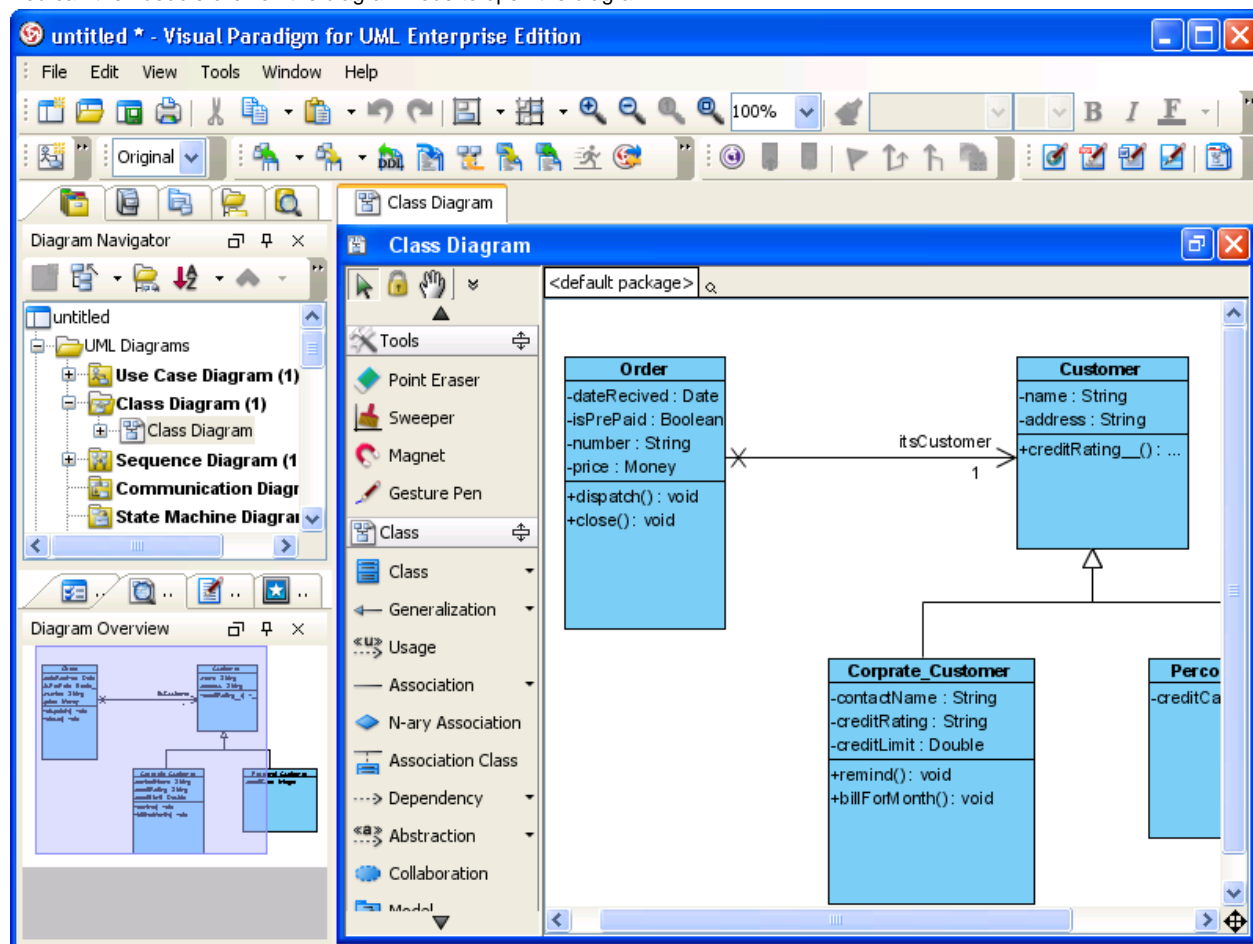 untitled * - Visual Paradigm for UML Enterprise Edition
File Edit View Tools Window Help
100% B I F
Original DDL
Class Diagram
Diagram Navigator
Class Diagram
<default package>
untitled
UML Diagrams
Use Case Diagram (1)
Class Diagram (1)
Class Diagram
Sequence Diagram (1
Communication Diagr
State Machine Diagra
Diagram Overview
Tools
Point Eraser
Sweeper
Magnet
Gesture Pen
Class
Class
Generalization
«u» Usage
Association
N-ary Association
Association Class
Dependency
«a» Abstraction
Collaboration
Model
Order
-dateRecived : Date
-isPrePaid : Boolean
-number : String
-price : Money
+dispatch() : void
+close() : void
itsCustomer
1
Customer
-name : String
-address : String
+creditRating__() : ...
Corprate_Customer
-contactName : String
-creditRating : String
-creditLimit : Double
+remind() : void
+billForMonth() : void
Perco
-creditCa